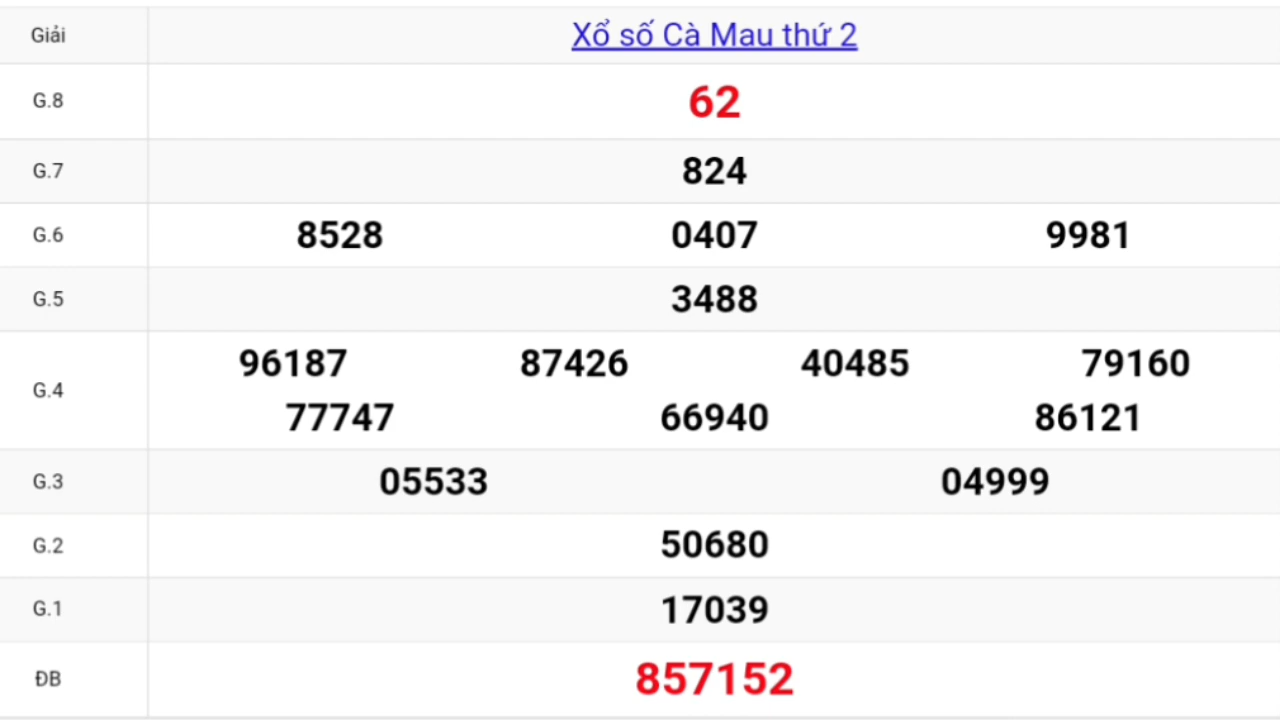 Giải Xổ số Cà Mau thứ 2
G.8 62
G.7 824
G.6 8528 0407 9981
G.5 3488
G.4 96187 87426 40485 79160
77747 66940 86121
G.3 05533 04999
G.2 50680
G.1 17039
ĐB 857152